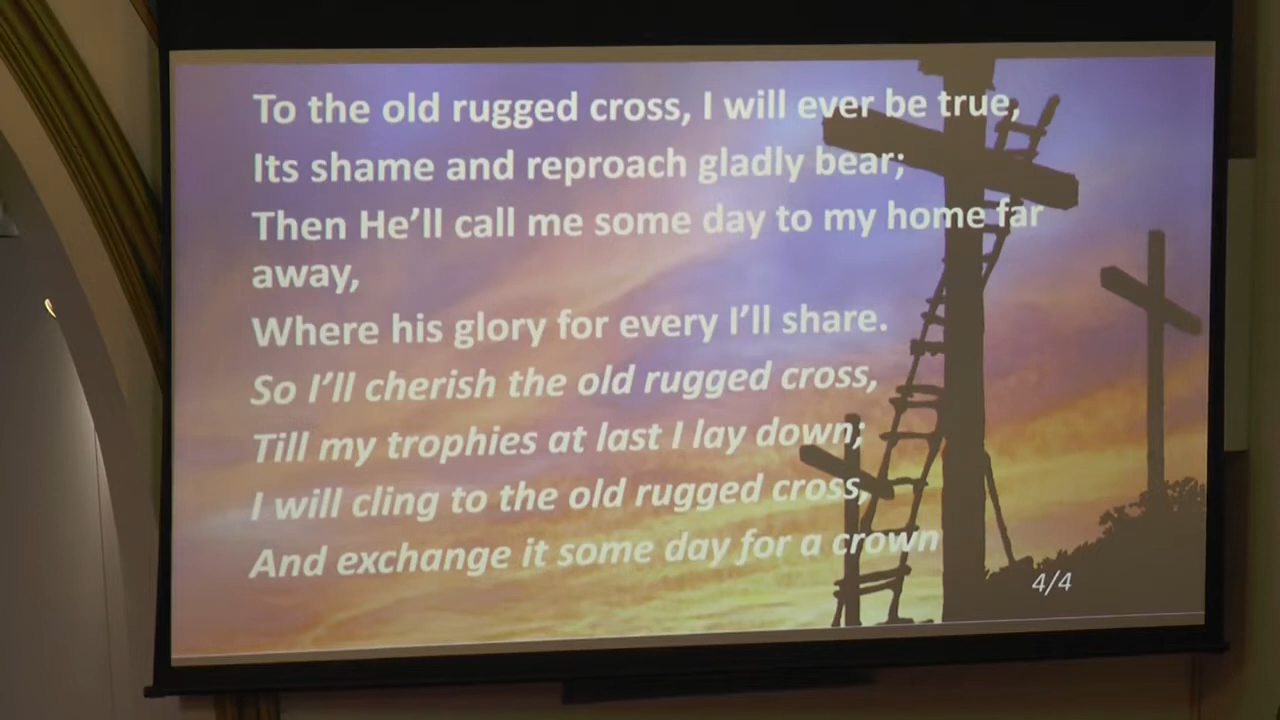 To the old rugged cross, I will ever be true,
Its shame and reproach gladly bear;
Then He’ll call me some day to my home far
away,
Where his glory for every I’ll share.
So I’ll cherish the old rugged cross,
Till my trophies at last I lay down;
I will cling to the old rugged cross,
And exchange it some day for a crown
4/4